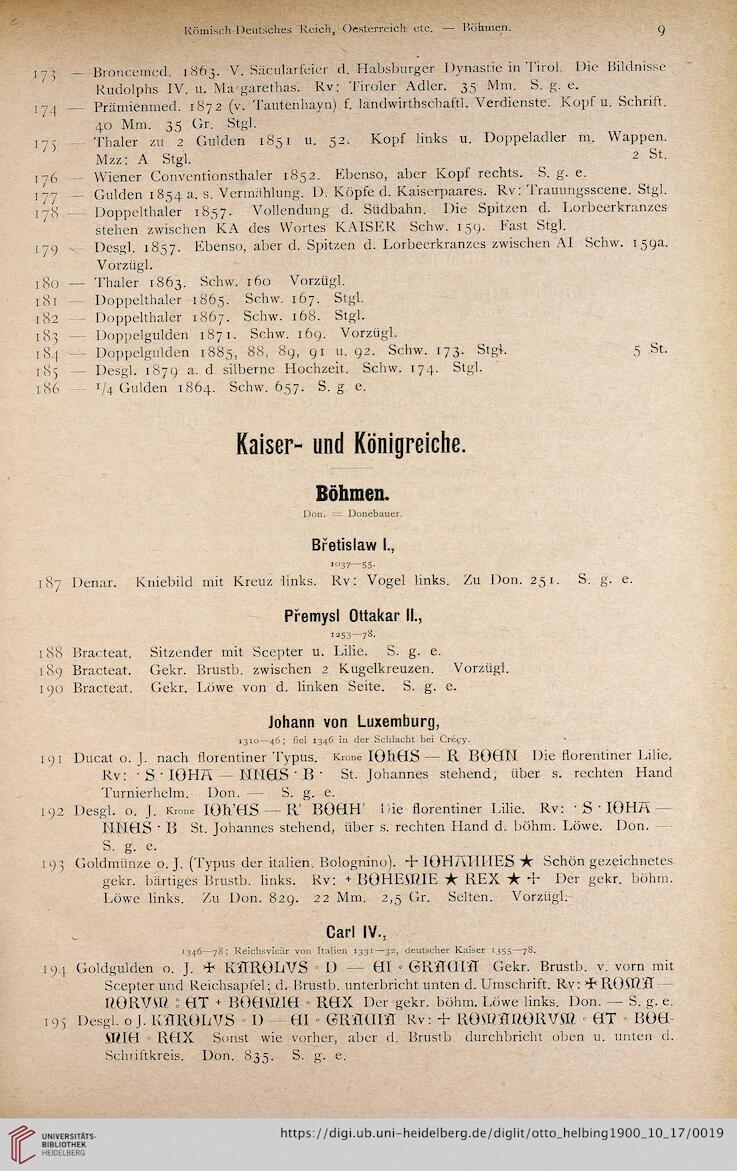 Römisch-Deutsches Reich, Oesterreich etc. — Böhmen. 9
173 — Broncemed. 1863. V. Säcularfeier d. Habsburger Dynastie in Tirol. Die Bildnisse
Rudolphs IV. u. Margarethas. Rv: Tiroler Adler. 35 Mm. S. g. e.
174 — Prämienmed. 1872 (v. Tautenhayn) f. landwirthschaftl. Verdienste. Kopf u. Schrift.
40 Mm. 35 Gr. Stgl.
175 — Thaler zu 2 Gulden 1851 u. 52. Kopf links u. Doppeladler m. Wappen.
Mzz: A Stgl. 2 St.
176 — Wiener Conventionsthaler 1852. Ebenso, aber Kopf rechts. S. g. e.
177 — Gulden 1854 a. s. Vermählung. D. Köpfe d. Kaiserpaares. Rv: Trauungsscene. Stgl.
178 — Doppelthaler 1857. Vollendung d. Südbahn. Die Spitzen d. Lorbeerkranzes
stehen zwischen KA des Wortes KAISER Schw. 159. Fast Stgl.
179 — Desgl. 1857. Ebenso, aber d. Spitzen d. Lorbeerkranzes zwischen AI Schw. 159a.
Vorzügl.
180 — Thaler 1863. Schw. 160 Vorzügl.
181 — Doppelthaler 1865. Schw. 167. Stgl.
182 — Doppelthaler 1867. Schw. 168. Stgl.
183 — Doppelgulden 1871. Schw. 169. Vorzügl.
184 — Doppelgulden 1885, 88, 89, 91 u. 92. Schw. 173. Stgl. 5 St.
185 — Desgl. 1879 a. d silberne Hochzeit. Schw. 174. Stgl.
186 — 1/4 Gulden 1864. Schw. 657. S. g e.
Kaiser- und Königreiche.
Böhmen.
Don. = Donebauer.
Břetislaw I.,
1037—55.
187 Denar. Kniebild mit Kreuz links. Rv: Vogel links. Zu Don. 251. S. g. e.
Přemysl Ottakar II.,
1253—78.
188 Bracteat. Sitzender mit Scepter u. Lilie. S. g. e.
189 Bracteat. Gekr. Brustb. zwischen 2 Kugelkreuzen. Vorzügl.
190 Bracteat. Gekr. Löwe von d. linken Seite. S. g. e.
Johann von Luxemburg,
1310—46; fiel 1346 in der Schlacht bei Crécy.
191 Ducat o. J. nach florentiner Typus. Krone IOhES — R BOEN Die florentiner Lilie.
Rv: · S · IOHA — NNES · B · St. Johannes stehend, über s. rechten Hand
Turnierhelm. Don. — S. g. e.
192 Desgl. o. J. Krone IOh'ES — R' BOEH' Die florentiner Lilie. Rv: · S · IOHA —
NNES · B St. Johannes stehend, über s. rechten Hand d. böhm. Löwe. Don. —
S. g. e.
193 Goldmünze o. J. (Typus der italien. Bolognino). + IOHANNES ★ Schön gezeichnetes
gekr. bärtiges Brustb. links. Rv: + BOHEMIE ★ REX ★ + Der gekr. böhm.
Löwe links. Zu Don. 829. 22 Mm. 2,5 Gr. Selten. Vorzügl.
Carl IV.,
1346—78; Reichsvicär von Italien 1331—32, deutscher Kaiser 1355—78.
194 Goldgulden o. J. ✠ KAROLVS ◦ D — EI ◦ GRACIA Gekr. Brustb. v. vorn mit
Scepter und Reichsapfel; d. Brustb. unterbricht unten d. Umschrift. Rv: ✠ ROMA —
NORVM : ET + BOEMIE ◦ REX Der gekr. böhm. Löwe links. Don. — S. g. e.
195 Desgl. o J. KAROLVS ◦ D — EI ◦ GRACIA Rv: + ROMANORVM ◦ ET ◦ BOE-
MIE ◦ REX Sonst wie vorher, aber d. Brustb durchbricht oben u. unten d.
Schriftkreis. Don. 835. S. g. e.
UNIVERSITÄTS-
BIBLIOTHEK
HEIDELBERG
https://digi.ub.uni-heidelberg.de/diglit/otto_helbing1900_10_17/0019